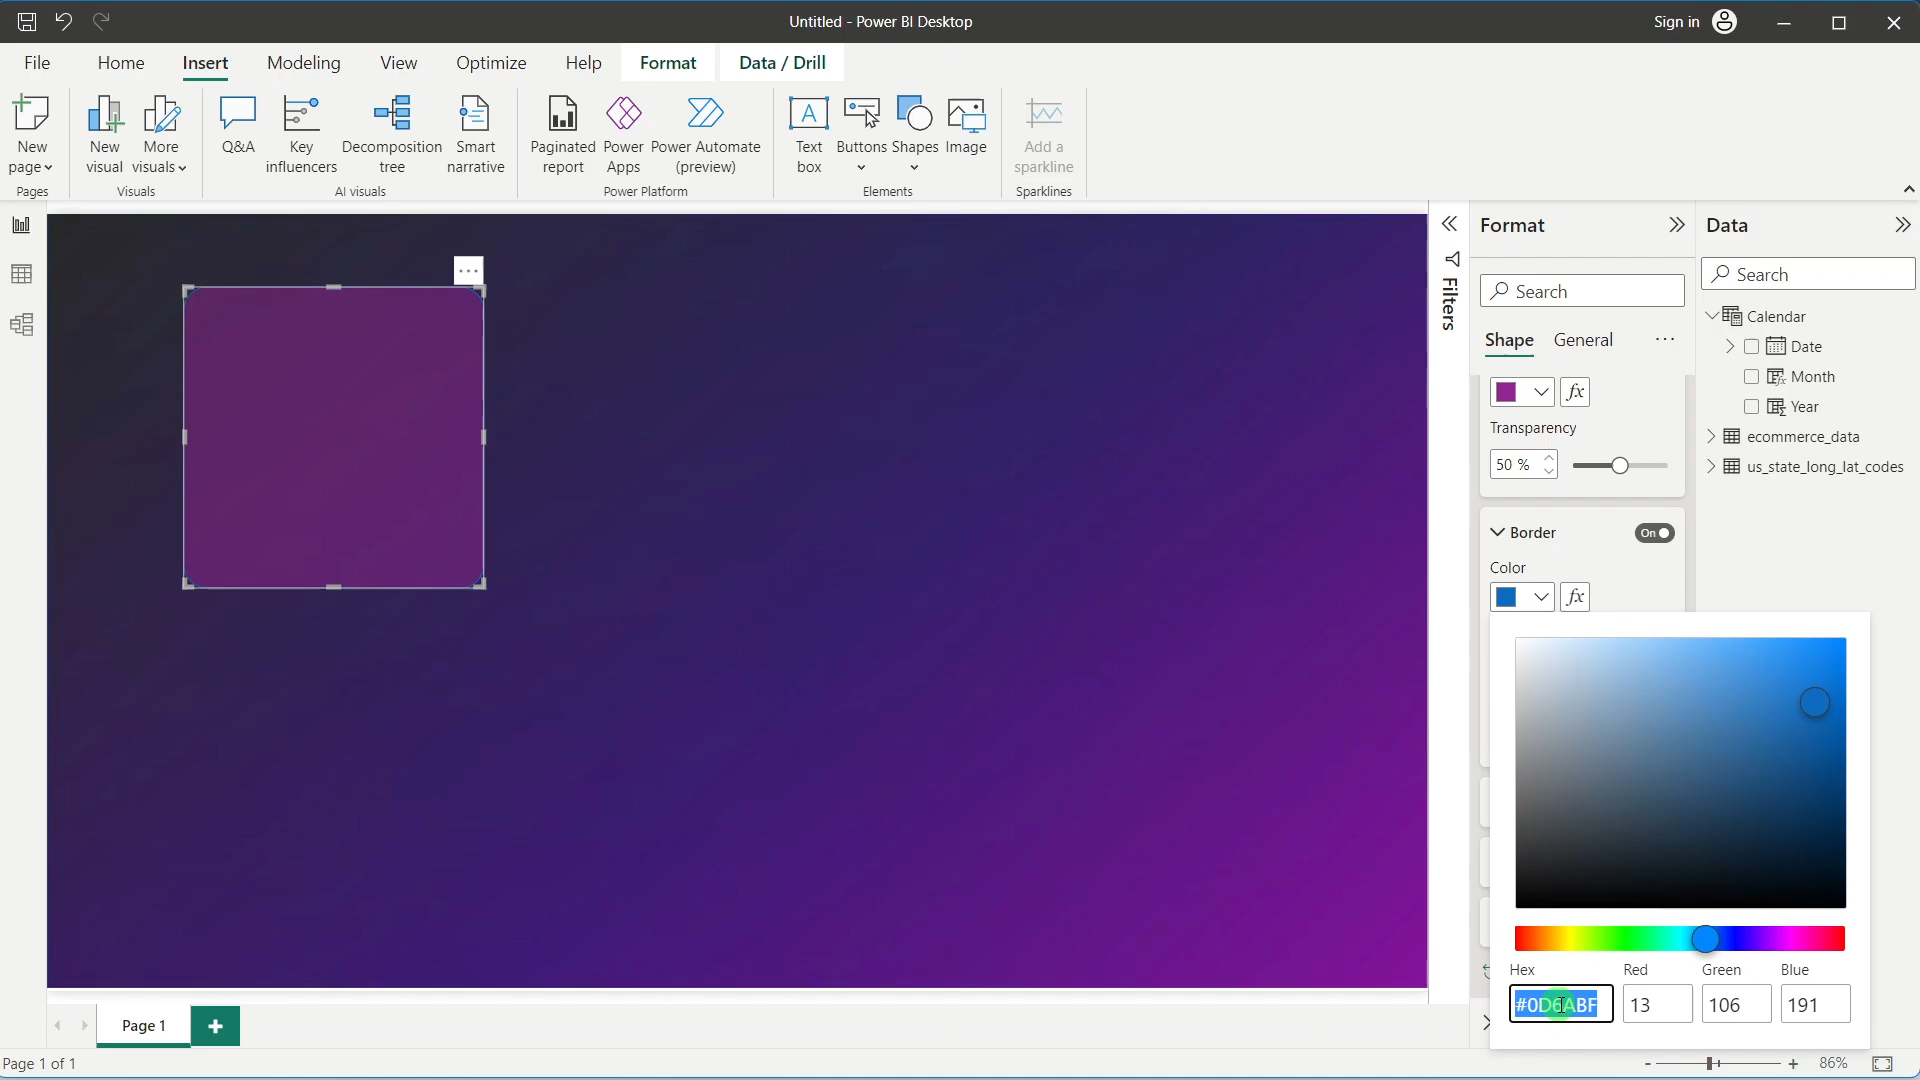 Untitled - Power BI Desktop
Sign in
File Home Insert Modeling View Optimize Help Format Data / Drill
New page
New visual
More visuals
Q&A
Key influencers
Decomposition tree
Smart narrative
Paginated report
Power Apps
Power Automate (preview)
Text box
Buttons
Shapes
Image
Add a sparkline
Pages
Visuals
AI visuals
Power Platform
Elements
Sparklines
Filters
Format
Search
Shape General
fx
Transparency
50 %
Border On
Color
fx
Hex Red Green Blue
#0D6ABF 13 106 191
Data
Search
Calendar
Date
Month
Year
ecommerce_data
us_state_long_lat_codes
Page 1
Page 1 of 1
86%